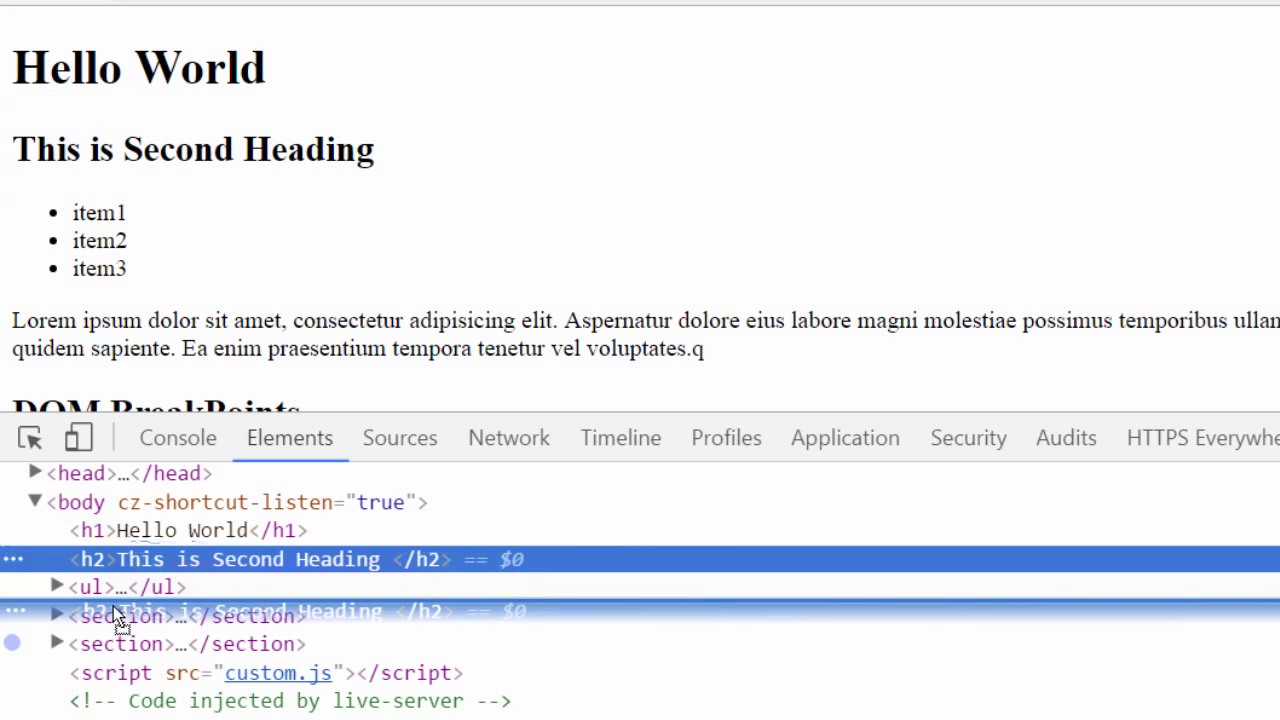 Hello World
This is Second Heading
• item1
• item2
• item3
Lorem ipsum dolor sit amet, consectetur adipisicing elit. Aspernatur dolore eius labore magni molestiae possimus temporibus
quidem sapiente. Ea enim praesentium tempora tenetur vel voluptates.q
DOM BreakPoints
Console Elements Sources Network Timeline Profiles Application Security Audits HTTPS
<head>…</head>
<body cz-shortcut-listen="true">
<h1>Hello World</h1>
<h2>This is Second Heading </h2> == $0
<ul>…</ul>
<h2>This is Second Heading </h2> == $0
<section>…</section>
<section>…</section>
<script src="custom.js"></script>
<!-- Code injected by live-server -->